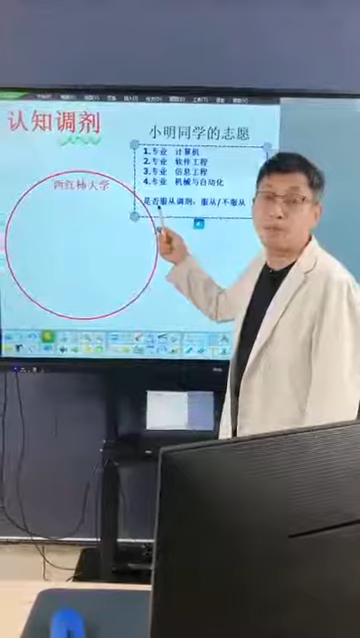 认知调剂
小明同学的志愿
1.专业 计算机
2.专业 软件工程
3.专业 信息工程
4.专业 机械与自动化
是否服从调剂：服从/不服从
西红柿大学